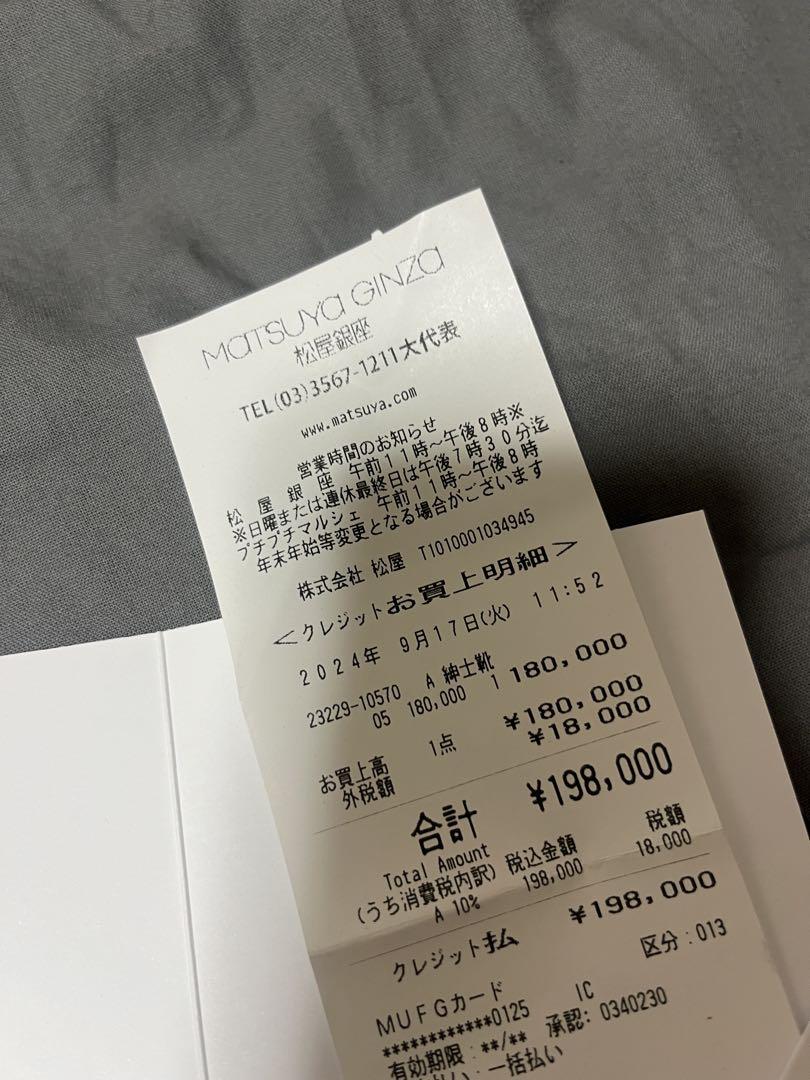 MATSUYA GINZA
松屋銀座
TEL(03)3567-1211大代表
www.matsuya.com
営業時間のお知らせ
松 屋 銀 座 午前11時~午後8時※
※日曜または連休最終日は午後7時30分迄
プチプチマルシェ 午前11時~午後8時
年末年始等変更となる場合がございます
株式会社 松屋 T1010001034945
<クレジットお買上明細>
2024年 9月17日(火) 11:52
23229-10570 A 紳士靴
05 180,000 1 180,000
お買上高 1点 ¥180,000
外税額 ¥18,000
合計 ¥198,000
Total Amount
(うち消費税内訳) 税込金額 税額
A 10% 198,000 18,000
クレジット払 ¥198,000
区分:013
MUFGカード IC
************0125 承認: 0340230
有効期限:**/**
一括払い